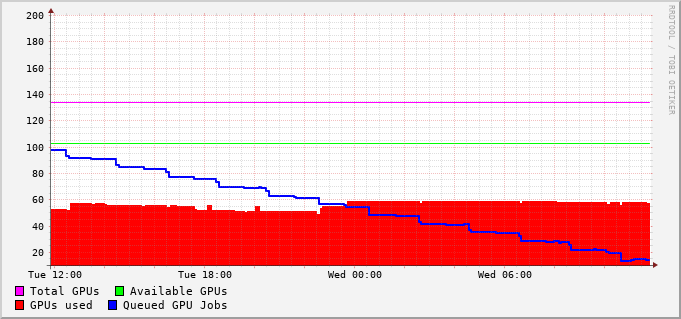 200
180
160
140
120
100
80
60
40
20
Tue 12:00 Tue 18:00 Wed 00:00 Wed 06:00
Total GPUs Available GPUs
GPUs used Queued GPU Jobs
RRDTOOL / TOBI OETIKER